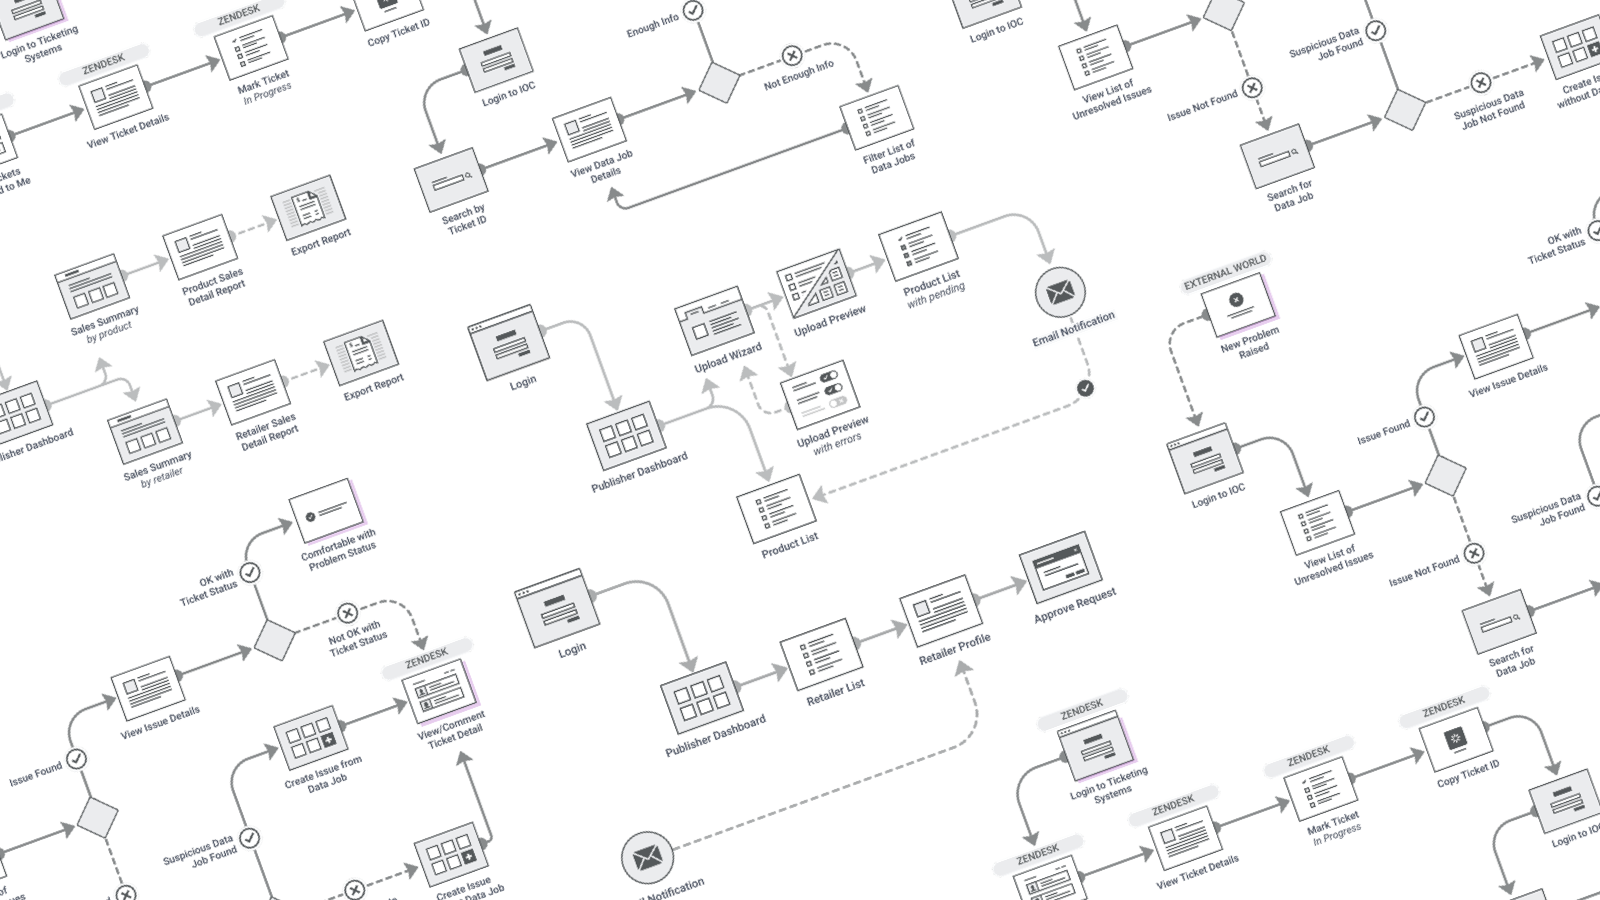 Login to Ticketing
Systems
ZENDESK
View Ticket Details
ZENDESK
Mark Ticket
In Progress
Copy Ticket ID
to Me
Login to IOC
Search by
Ticket ID
View Data Job
Details
Enough Info
Not Enough Info
Filter List of
Data Jobs
Login to IOC
View List of
Unresolved Issues
Issue Not Found
Search for
Data Job
Suspicious Data
Job Found
Suspicious Data
Job Not Found
Create
without
OK with
Ticket Status
Sales Summary
by product
Product Sales
Detail Report
Export Report
Dashboard
Sales Summary
by retailer
Retailer Sales
Detail Report
Export Report
Login
Publisher Dashboard
Upload Wizard
Upload Preview
Product List
with pending
Email Notification
Upload Preview
with errors
Product List
EXTERNAL WORLD
New Problem
Raised
Login to IOC
View List of
Unresolved Issues
Issue Found
View Issue Details
Issue Not Found
Search for
Data Job
Suspicious Data
Job Found
Comfortable with
Problem Status
OK with
Ticket Status
Not OK with
Ticket Status
ZENDESK
View/Comment
Ticket Detail
View Issue Details
Issue Found
Create Issue from
Data Job
Suspicious Data
Job Found
Create Issue
Data Job
of
Login
Publisher Dashboard
Retailer List
Retailer Profile
Approve Request
Notification
ZENDESK
Login to Ticketing
Systems
ZENDESK
ZENDESK
View Ticket Details
ZENDESK
Mark Ticket
In Progress
ZENDESK
Copy Ticket ID
Login to IOC